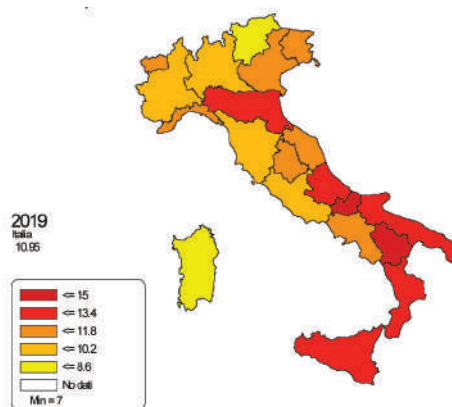 2019
Italia
10.95
<= 15
<= 13.4
<= 11.8
<= 10.2
<= 8.6
No dati
Min = 7